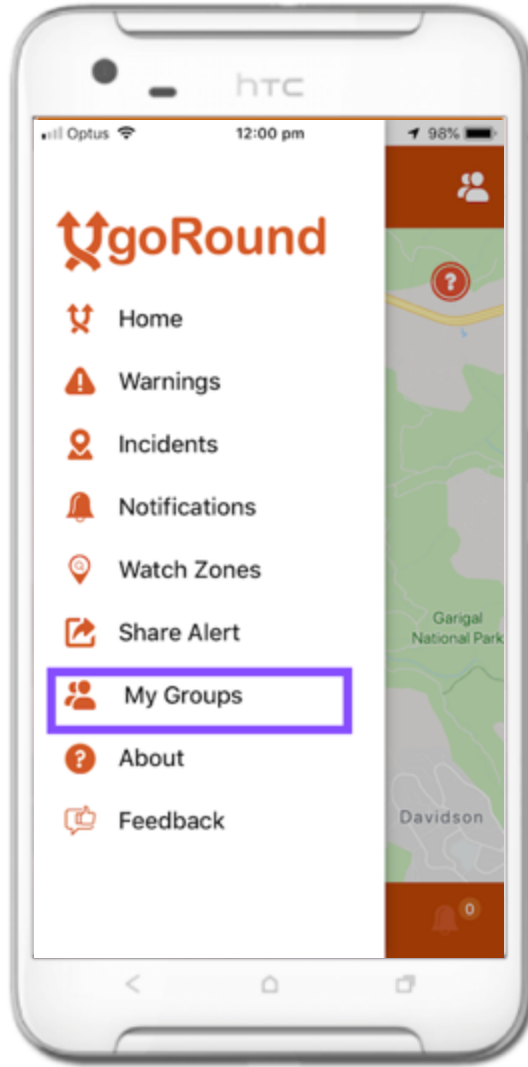 hTC
Optus 12:00 pm 98%
UgoRound
Home
Warnings
Incidents
Notifications
Watch Zones
Share Alert
My Groups
About
Feedback
?
Garigal
National Park
Davidson
0